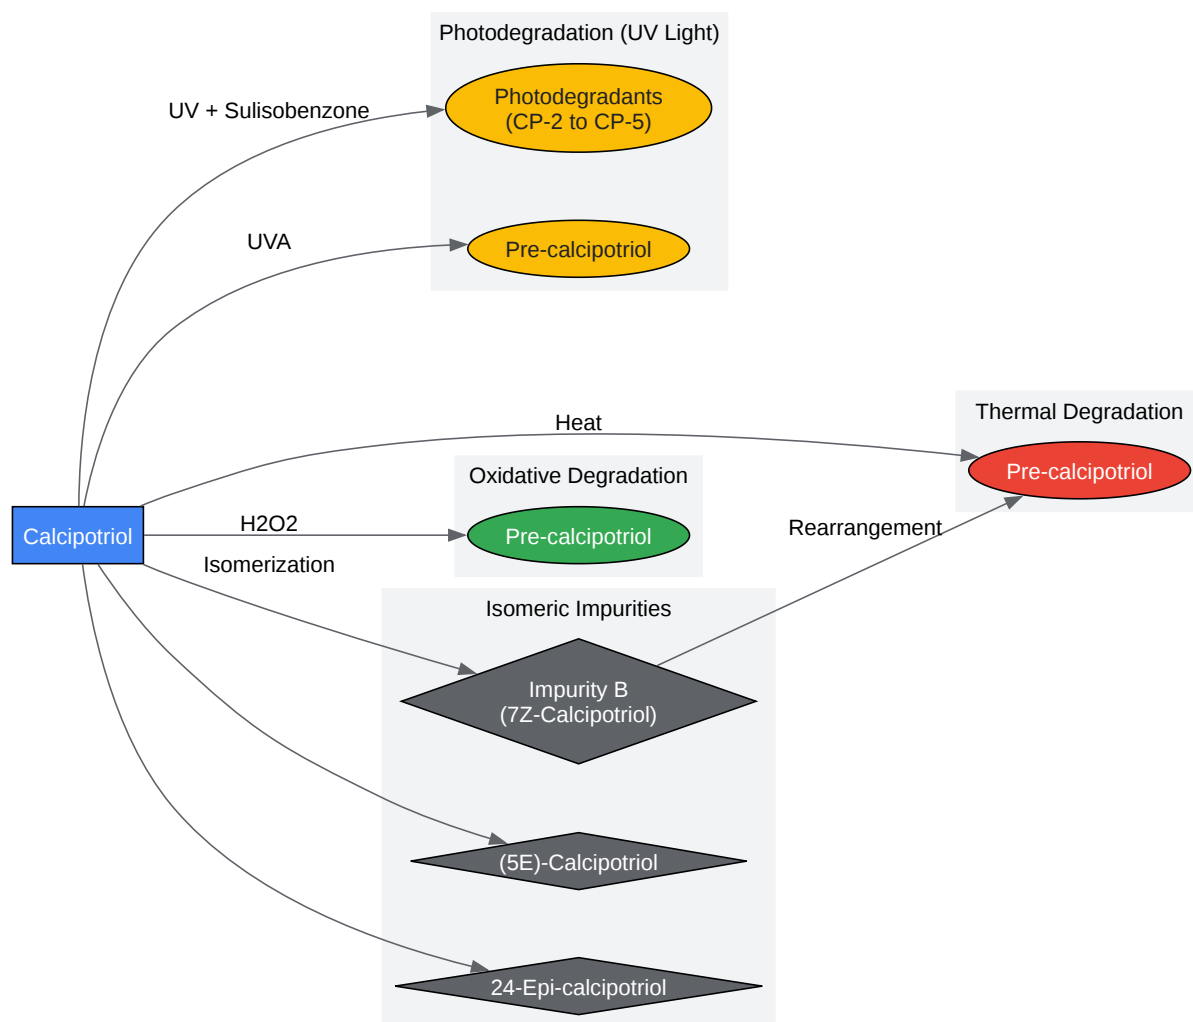 Photodegradation (UV Light)
Photodegradants
(CP-2 to CP-5)
UV + Sulisobenzone
UVA
Pre-calcipotriol
Thermal Degradation
Heat
Pre-calcipotriol
Oxidative Degradation
Calcipotriol
H2O2
Pre-calcipotriol
Rearrangement
Isomerization
Isomeric Impurities
Impurity B
(7Z-Calcipotriol)
(5E)-Calcipotriol
24-Epi-calcipotriol